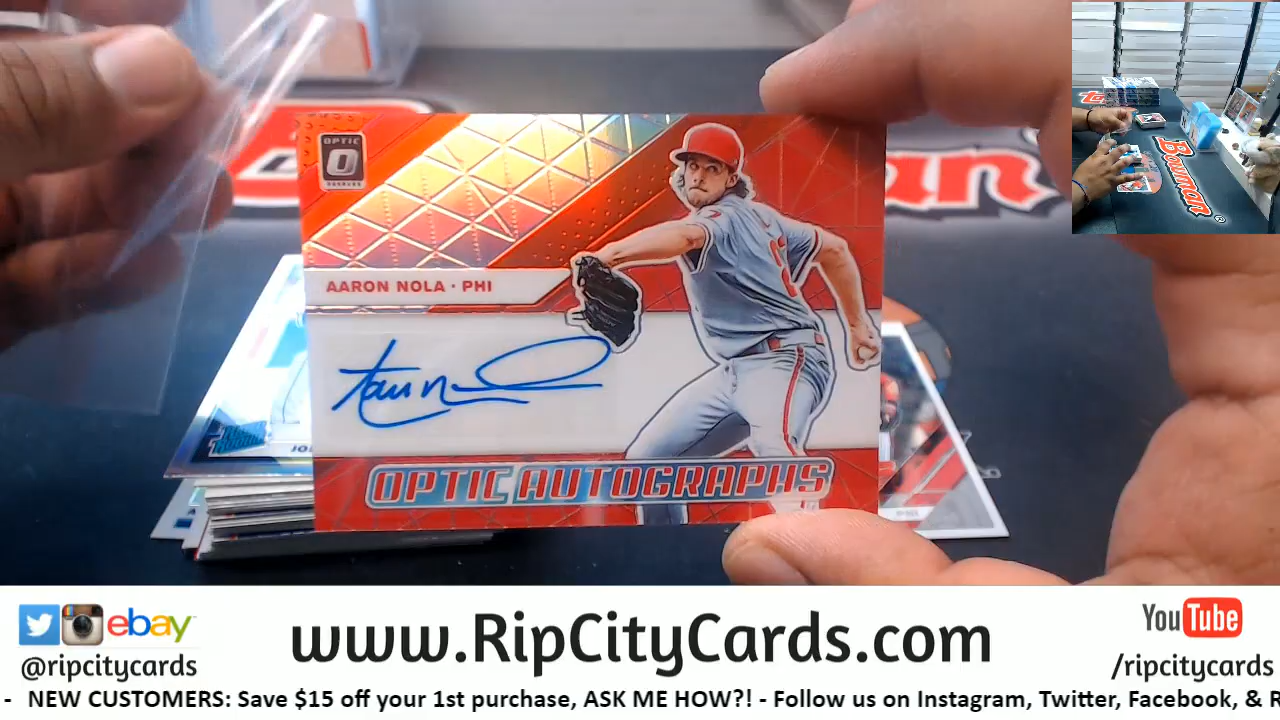 OPTIC
O
DONRUSS
AARON NOLA · PHI
OPTIC AUTOGRAPHS
BOWMAN
ebay
@ripcitycards
www.RipCityCards.com
YouTube
/ripcitycards
- NEW CUSTOMERS: Save $15 off your 1st purchase, ASK ME HOW?! - Follow us on Instagram, Twitter, Facebook, & R